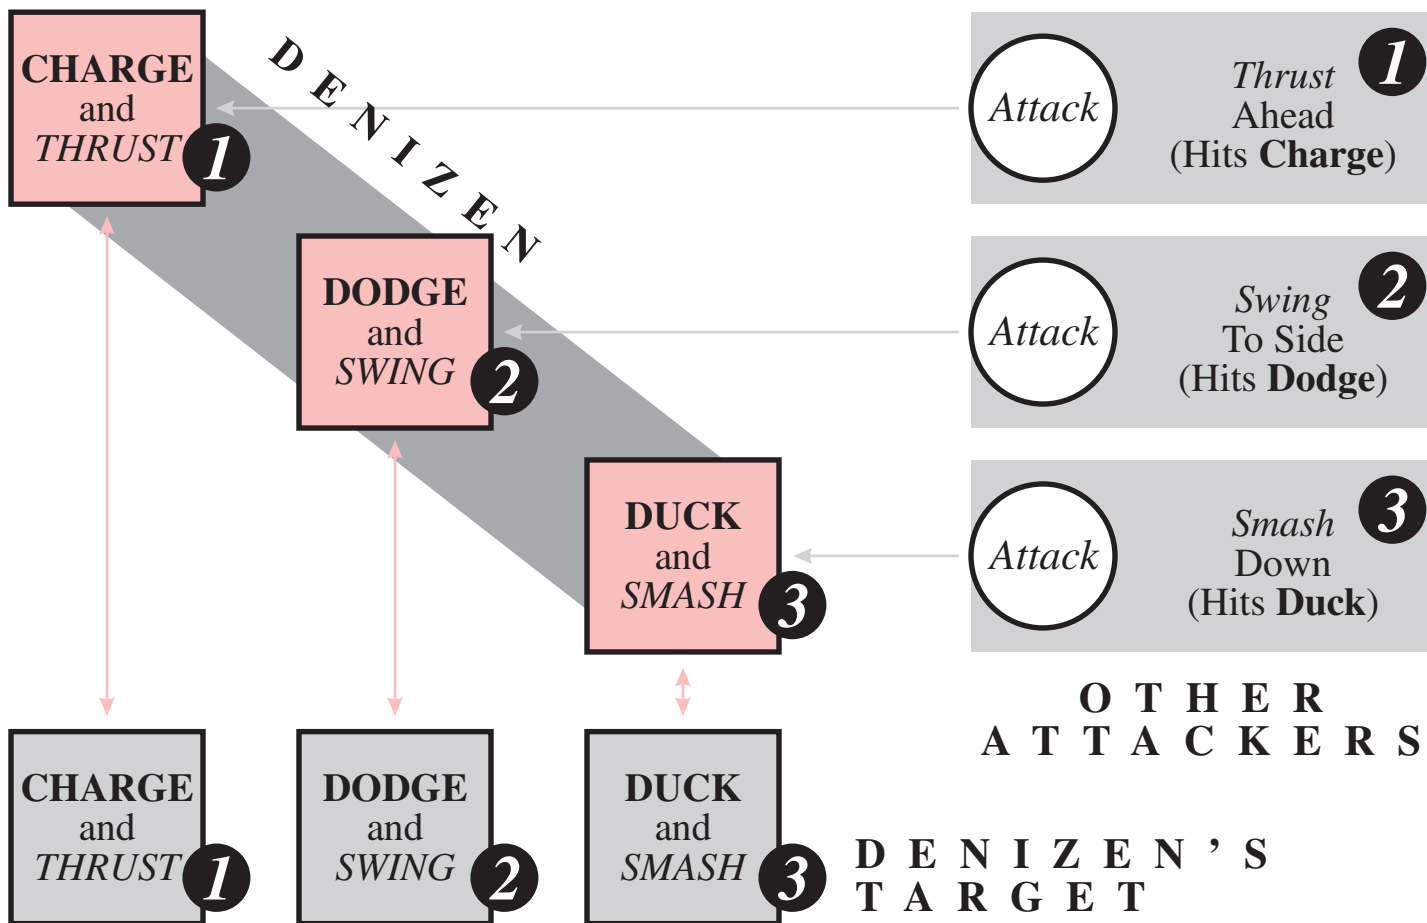 CHARGE
and
THRUST
1
DENIZEN
DODGE
and
SWING
2
DUCK
and
SMASH
3
Attack
Thrust
Ahead
(Hits Charge)
1
Attack
Swing
To Side
(Hits Dodge)
2
Attack
Smash
Down
(Hits Duck)
3
OTHER
ATTACKERS
CHARGE
and
THRUST
1
DODGE
and
SWING
2
DUCK
and
SMASH
3
DENIZEN'S
TARGET